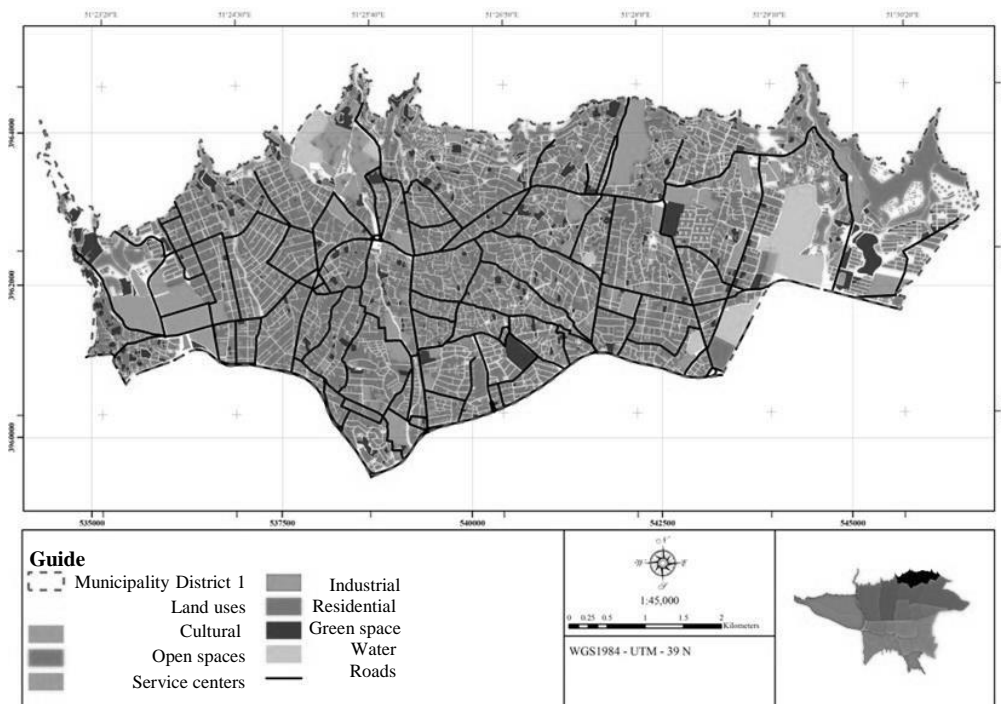 51°23'20"E 51°24'30"E 51°25'40"E 51°26'50"E 51°29'10"E 51°30'20"E
3964000
3962000
3960000
535000 537500 540000 542500 545000
Guide
Municipality District 1
Land uses
Cultural
Open spaces
Service centers
Industrial
Residential
Green space
Water
Roads
N
1:45,000
0 0.25 0.5 1 1.5 2
Kilometers
WGS1984 - UTM - 39 N